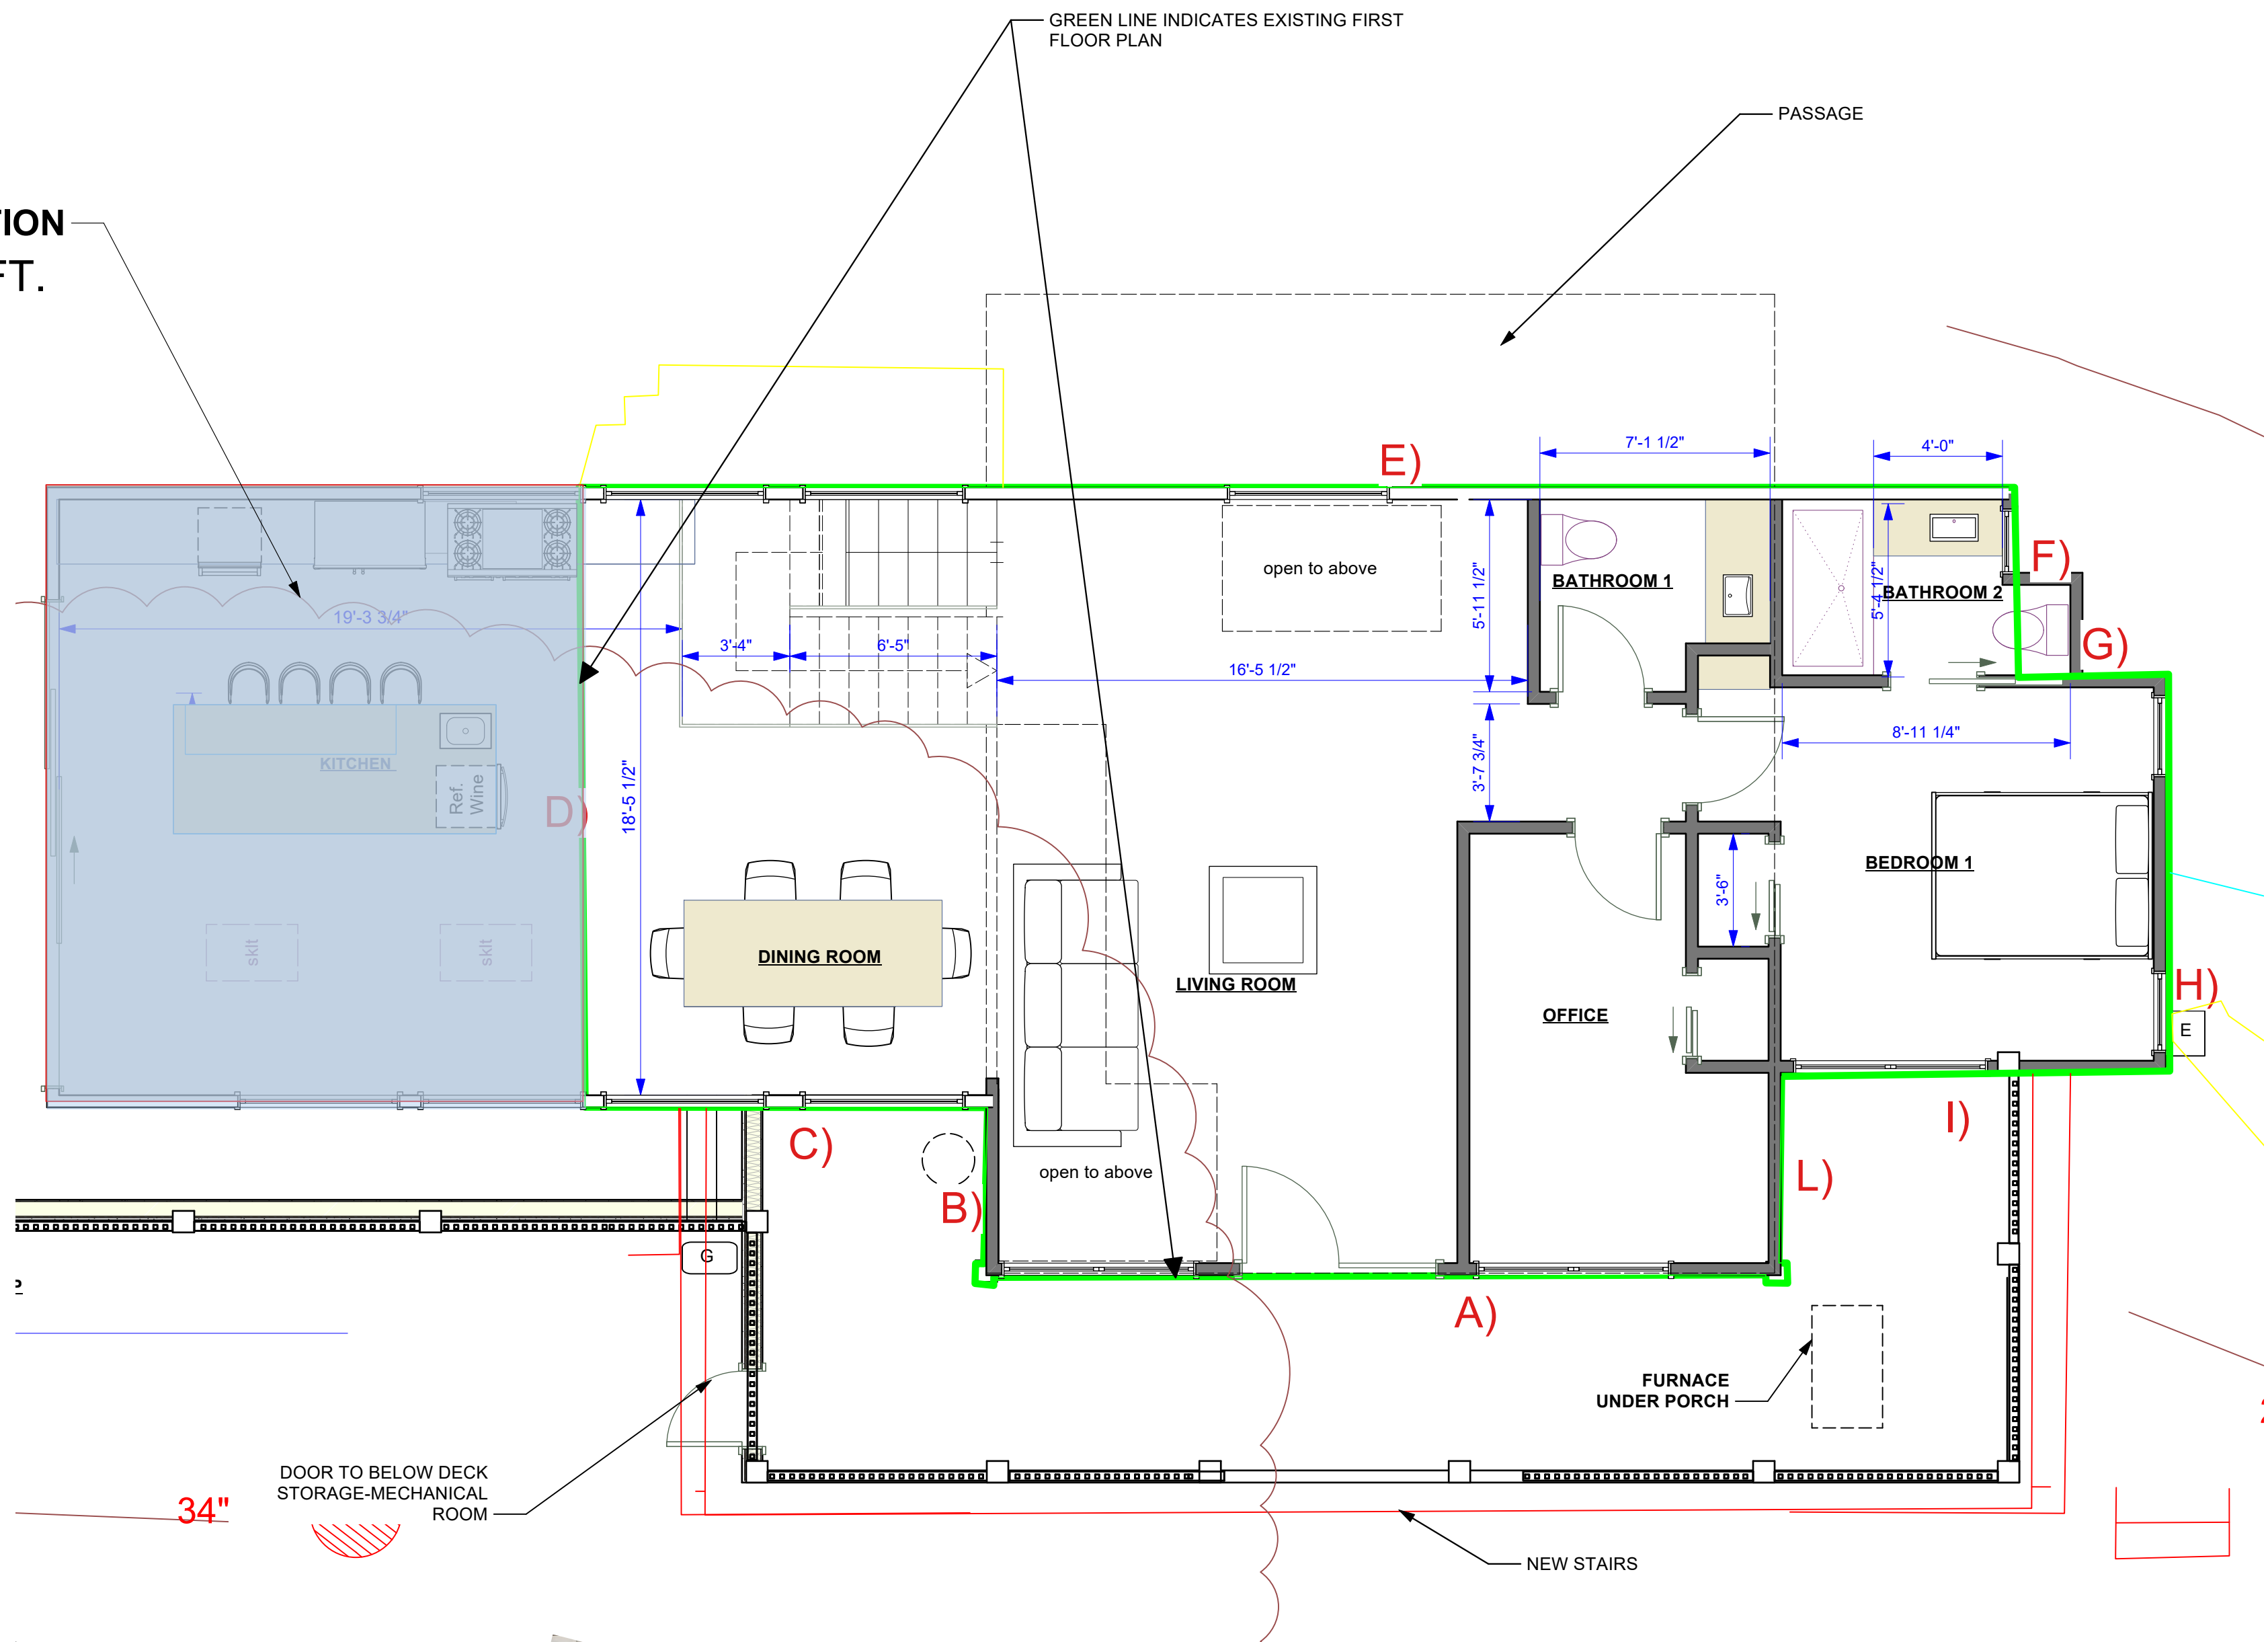 GREEN LINE INDICATES EXISTING FIRST
FLOOR PLAN
PASSAGE
TION
FT.
E)
7'-1 1/2"
4'-0"
F)
open to above
BATHROOM 1
BATHROOM 2
5'-11 1/2"
5'-4 1/2"
19'-3 3/4"
3'-4"
6'-5"
16'-5 1/2"
G)
8'-11 1/4"
3'-7 3/4"
KITCHEN
Ref.
Wine
D)
18'-5 1/2"
BEDROOM 1
3'-6"
sklt
sklt
DINING ROOM
LIVING ROOM
OFFICE
H)
E
C)
I)
open to above
B)
L)
G
A)
FURNACE
UNDER PORCH
DOOR TO BELOW DECK
STORAGE-MECHANICAL
ROOM
34"
NEW STAIRS